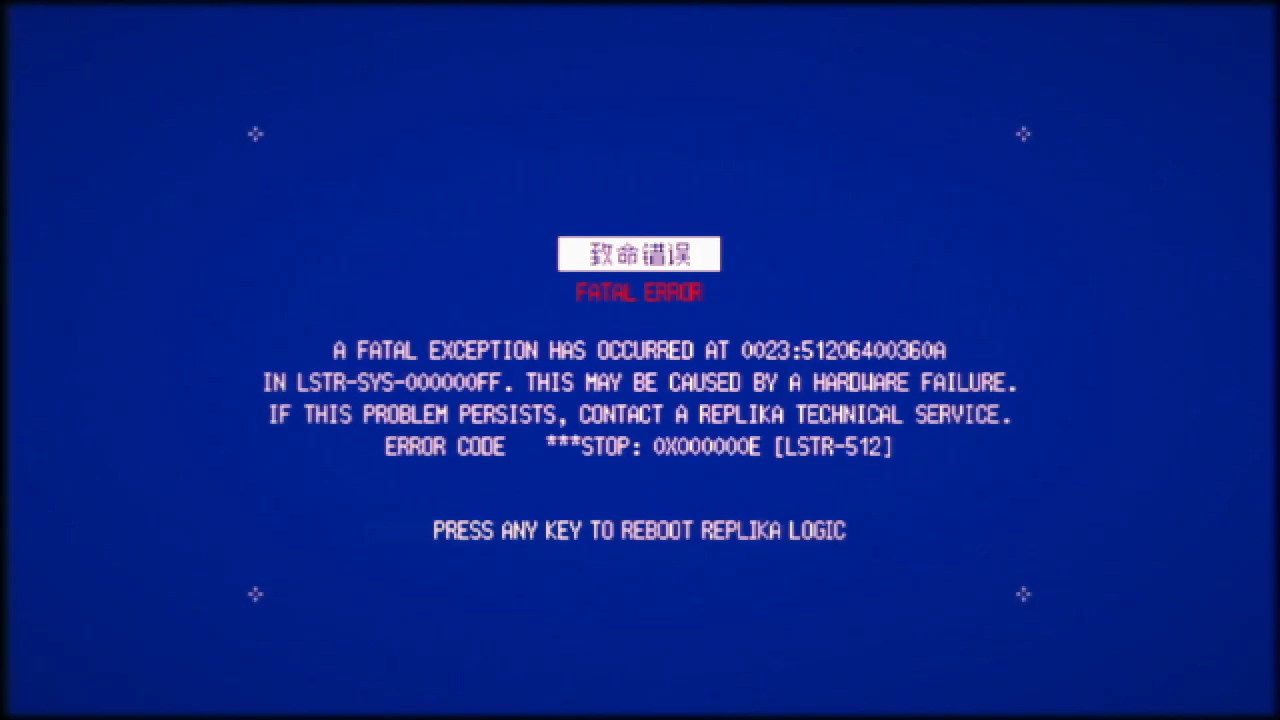 致命错误
FATAL ERROR
A FATAL EXCEPTION HAS OCCURRED AT 0023:51206400360A
IN LSTR-SYS-000000FF. THIS MAY BE CAUSED BY A HARDWARE FAILURE.
IF THIS PROBLEM PERSISTS, CONTACT A REPLIKA TECHNICAL SERVICE.
ERROR CODE ***STOP: 0X000000E [LSTR-512]
PRESS ANY KEY TO REBOOT REPLIKA LOGIC